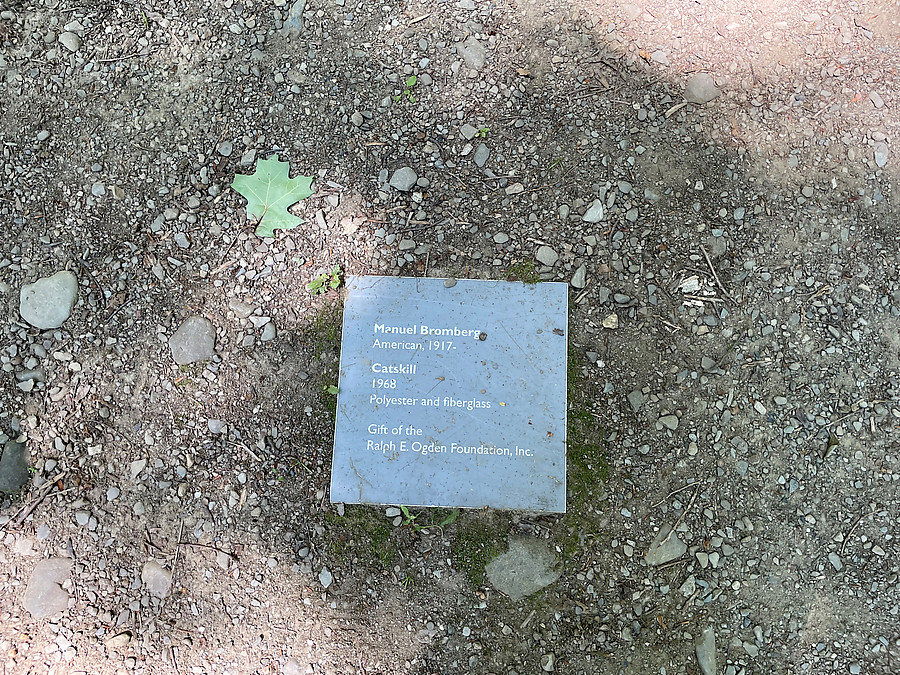 Manuel Bromberg
American, 1917-
Catskill
1968
Polyester and fiberglass
Gift of the
Ralph E. Ogden Foundation, Inc.